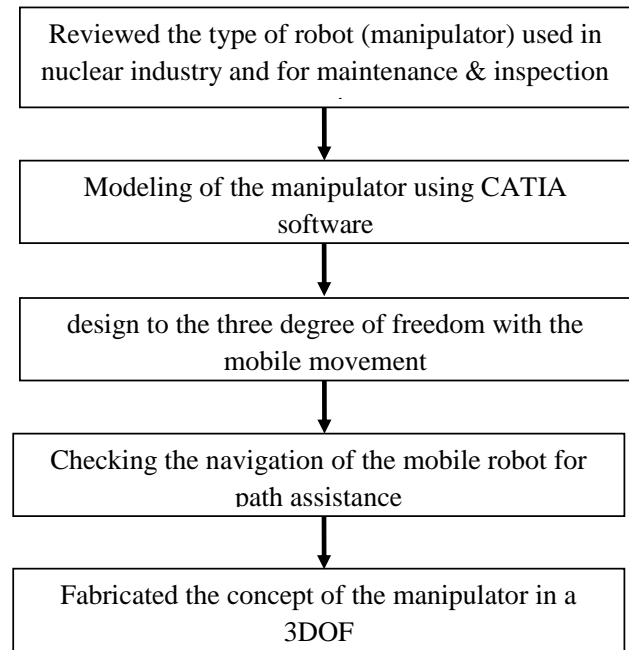 Reviewed the type of robot (manipulator) used in
nuclear industry and for maintenance & inspection
Modeling of the manipulator using CATIA
software
design to the three degree of freedom with the
mobile movement
Checking the navigation of the mobile robot for
path assistance
Fabricated the concept of the manipulator in a
3DOF